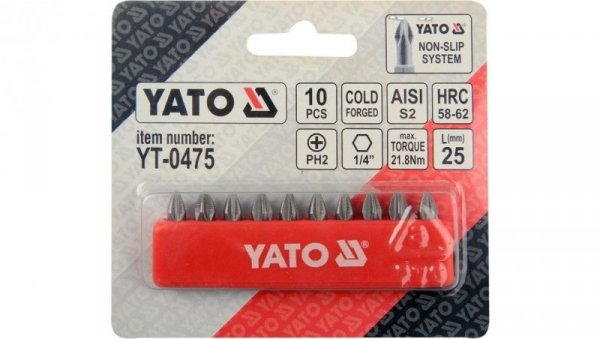 YATO
NON-SLIP
SYSTEM
YATO
item number:
YT-0475
10
PCS
COLD
FORGED
AISI
S2
HRC
58-62
PH2
1/4”
max.
TORQUE
21.8Nm
L(mm)
25
YATO®